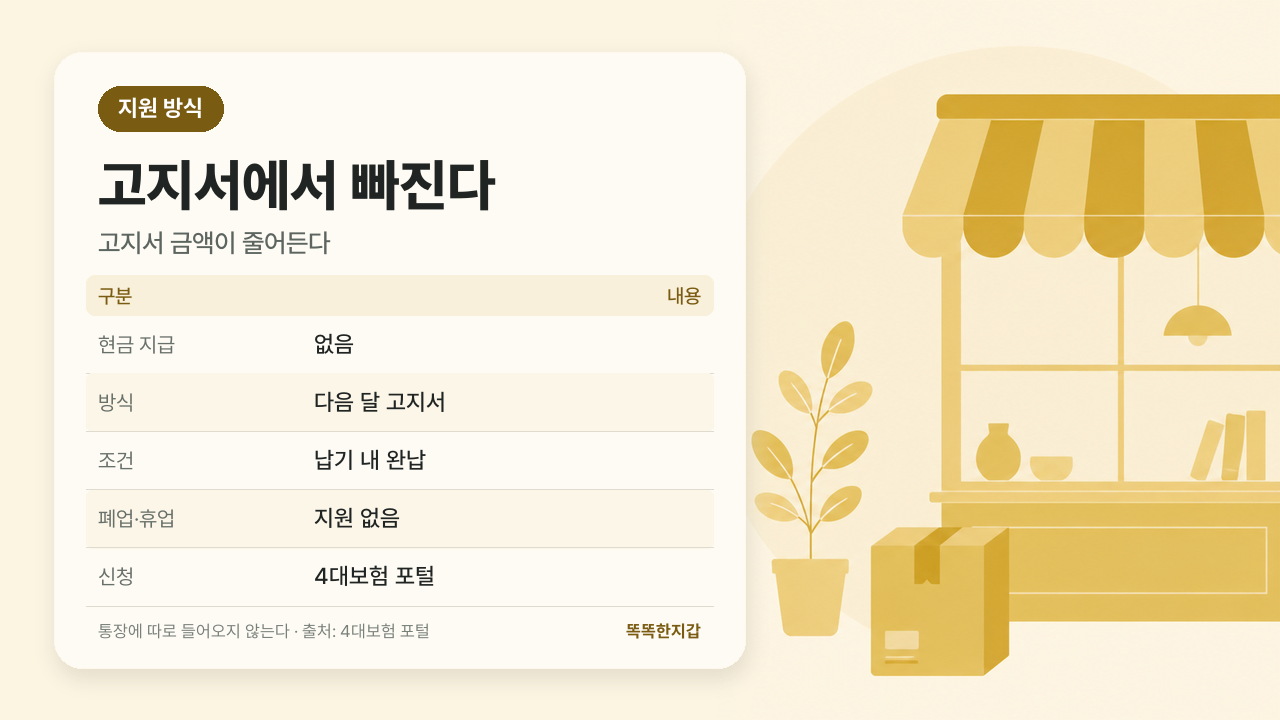 지원 방식
고지서에서 빠진다
고지서 금액이 줄어든다
구분 내용
현금 지급 없음
방식 다음 달 고지서
조건 납기 내 완납
폐업·휴업 지원 없음
신청 4대보험 포털
통장에 따로 들어오지 않는다 · 출처: 4대보험 포털 똑똑한지갑